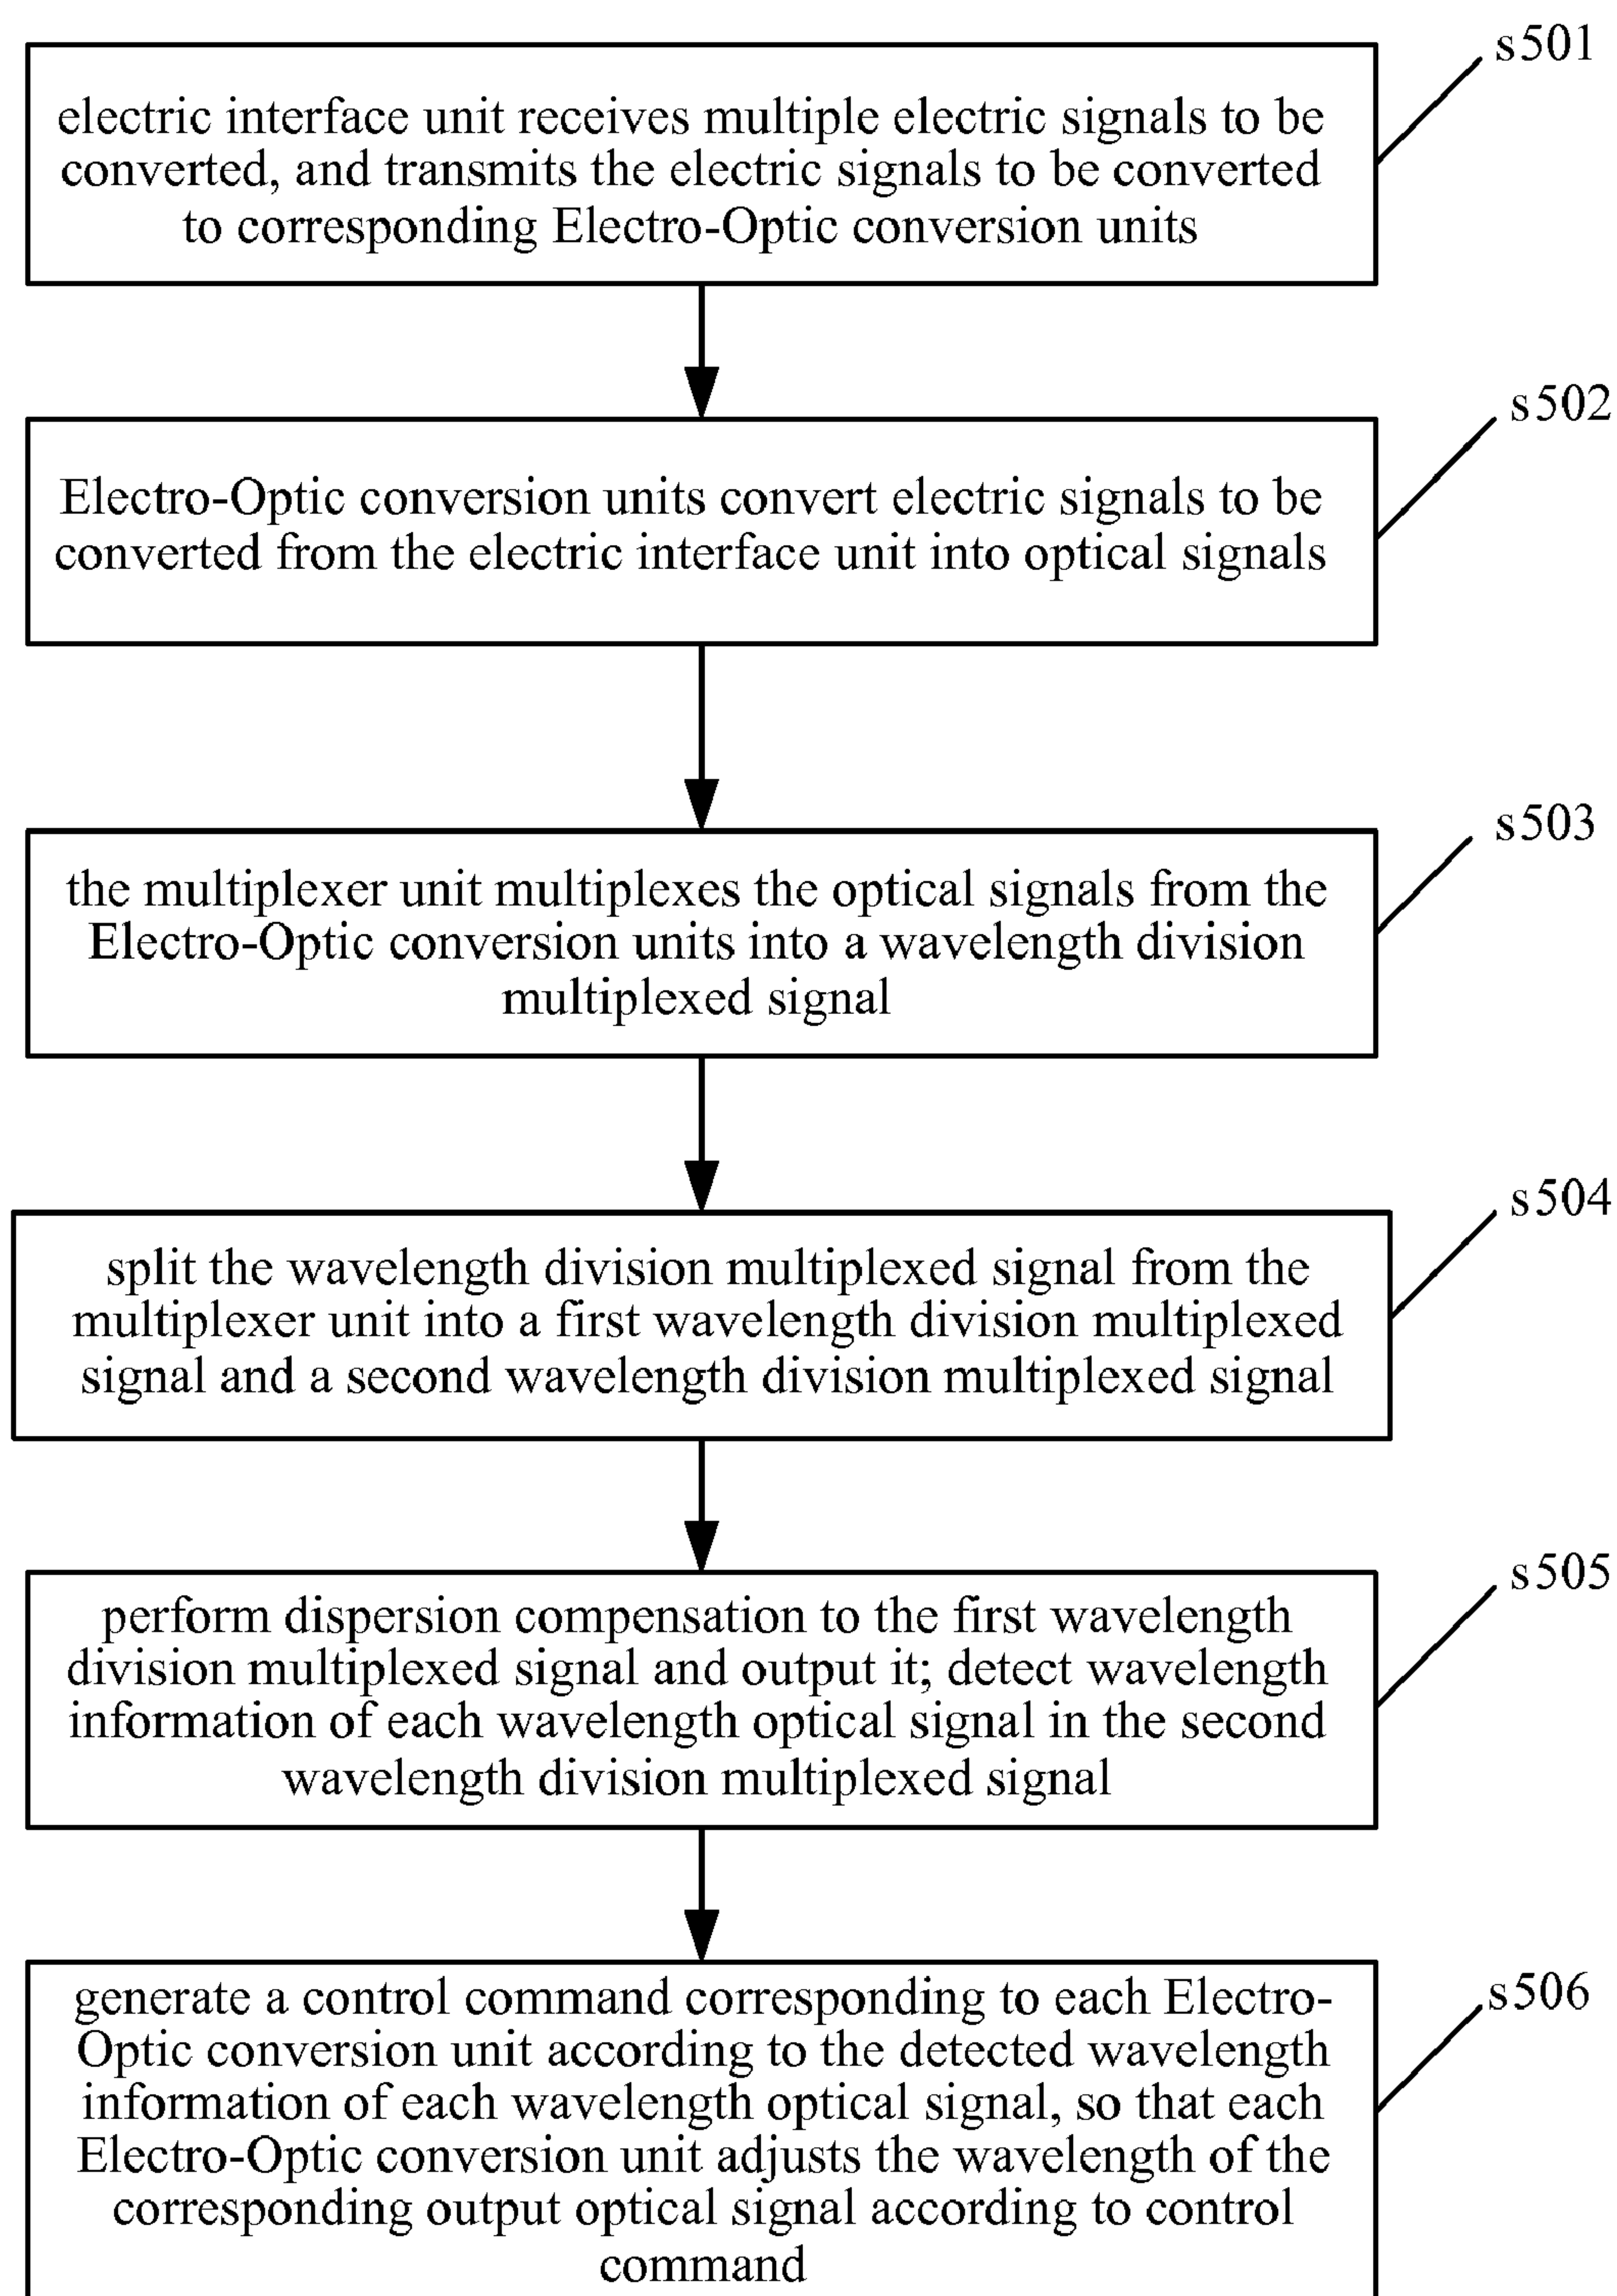 s501
electric interface unit receives multiple electric signals to be
converted, and transmits the electric signals to be converted
to corresponding Electro-Optic conversion units
s502
Electro-Optic conversion units convert electric signals to be
converted from the electric interface unit into optical signals
s503
the multiplexer unit multiplexes the optical signals from the
Electro-Optic conversion units into a wavelength division
multiplexed signal
s504
split the wavelength division multiplexed signal from the
multiplexer unit into a first wavelength division multiplexed
signal and a second wavelength division multiplexed signal
s505
perform dispersion compensation to the first wavelength
division multiplexed signal and output it; detect wavelength
information of each wavelength optical signal in the second
wavelength division multiplexed signal
s506
generate a control command corresponding to each Electro-
Optic conversion unit according to the detected wavelength
information of each wavelength optical signal, so that each
Electro-Optic conversion unit adjusts the wavelength of the
corresponding output optical signal according to control
command